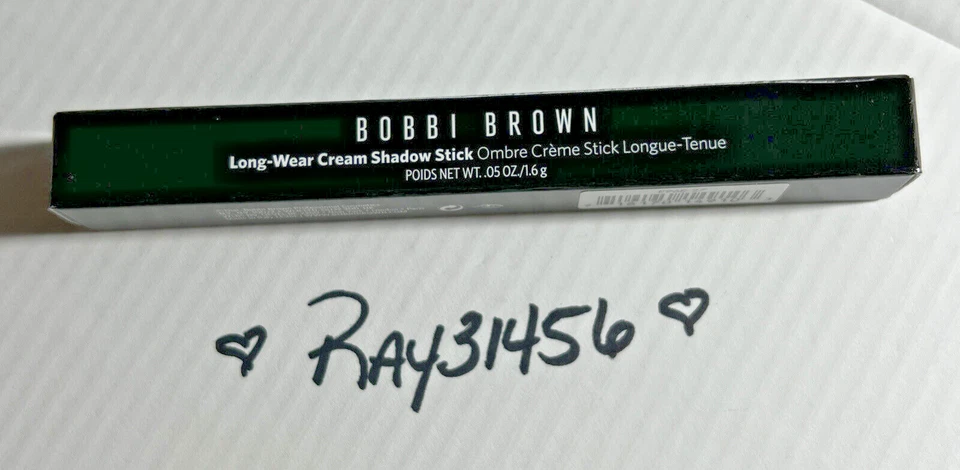 BOBBI BROWN
Long-Wear Cream Shadow Stick Ombre Crème Stick Longue-Tenue
POIDS NET WT. .05 OZ./1.6 g
RAY31456